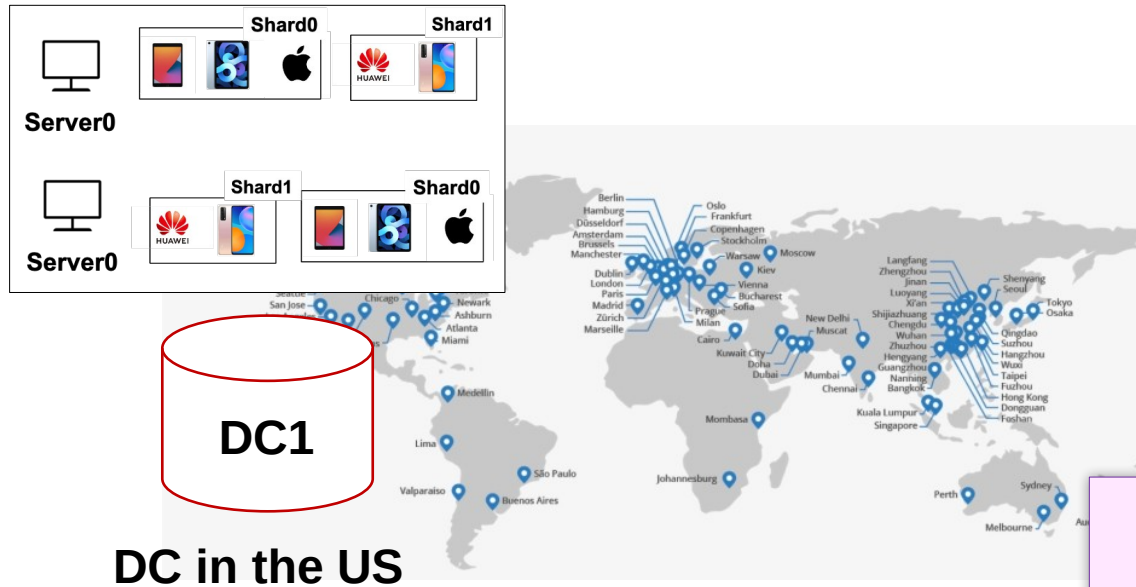 Shard0
Shard1
HUAWEI
Server0
Shard1
Shard0
HUAWEI
Server0
Berlin
Hamburg
Düsseldorf
Amsterdam
Brussels
Manchester
Dublin
London
Paris
Madrid
Zürich
Marseille
Oslo
Frankfurt
Copenhagen
Stockholm
Warsaw
Moscow
Kiev
Vienna
Bucharest
Sofia
Prague
Milan
Cairo
Kuwait City
Doha
Dubai
New Delhi
Muscat
Mumbai
Chennai
Langfang
Zhengzhou
Jinan
Luoyang
Xi'an
Shijiazhuang
Chengdu
Wuhan
Zhuzhou
Hengyang
Guangzhou
Nanning
Bangkok
Kuala Lumpur
Singapore
Shenyang
Seoul
Tokyo
Osaka
Qingdao
Suzhou
Hangzhou
Wuxi
Taipei
Fuzhou
Hong Kong
Dongguan
Foshan
San Jose
Chicago
Newark
Ashburn
Atlanta
Miami
Medellín
Lima
São Paulo
Valparaíso
Buenos Aires
Mombasa
Johannesburg
Perth
Sydney
Melbourne
DC1
DC in the US